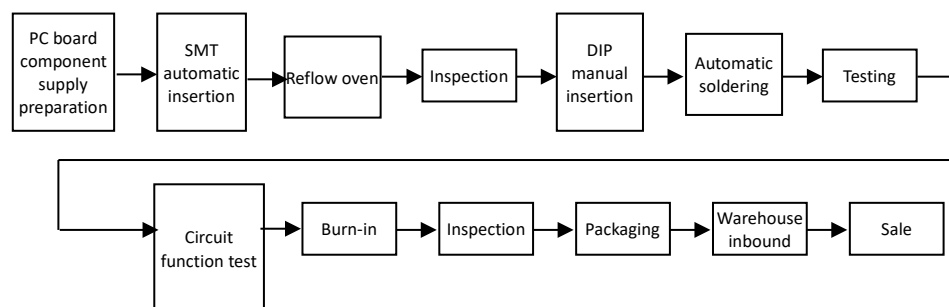 PC board
component
supply
preparation
SMT
automatic
insertion
Reflow oven
Inspection
DIP
manual
insertion
Automatic
soldering
Testing
Circuit
function test
Burn-in
Inspection
Packaging
Warehouse
inbound
Sale